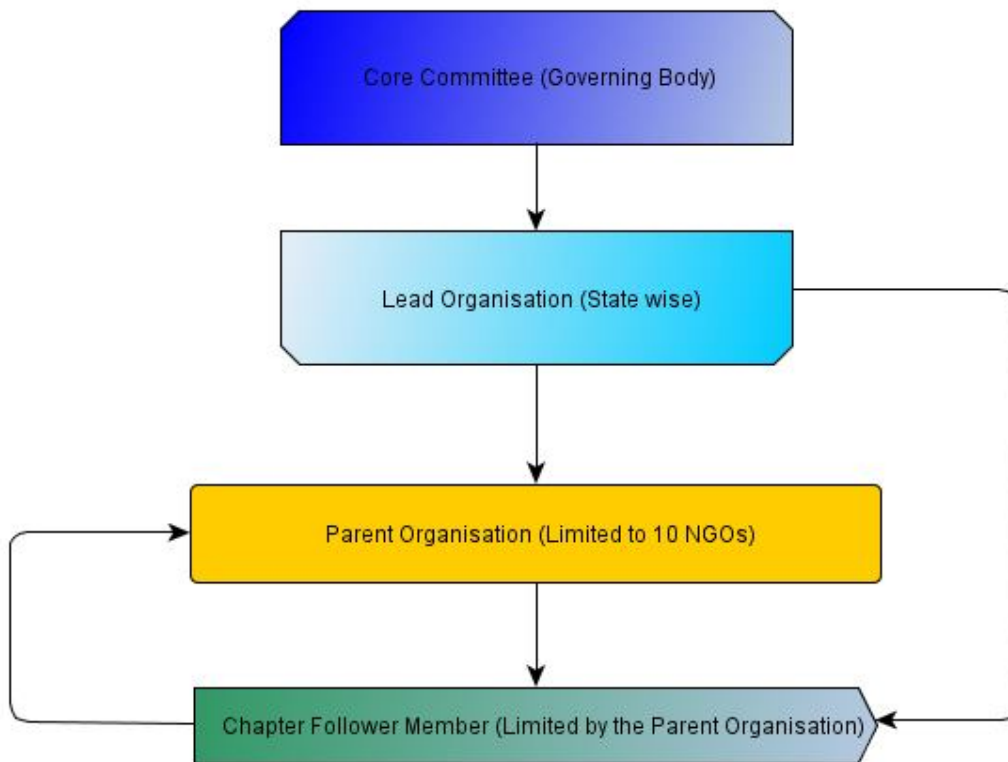 Core Committee (Governing Body)
Lead Organisation (State wise)
Parent Organisation (Limited to 10 NGOs)
Chapter Follower Member (Limited by the Parent Organisation)